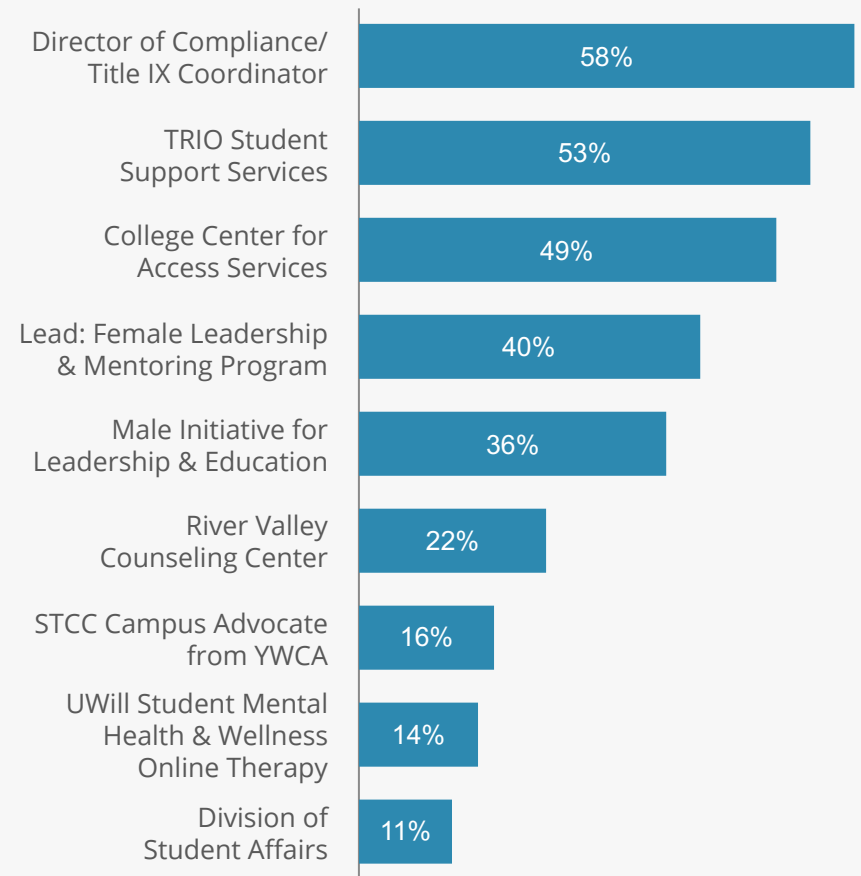 Director of Compliance/
Title IX Coordinator
58%
TRIO Student
Support Services
53%
College Center for
Access Services
49%
Lead: Female Leadership
& Mentoring Program
40%
Male Initiative for
Leadership & Education
36%
River Valley
Counseling Center
22%
STCC Campus Advocate
from YWCA
16%
UWill Student Mental
Health & Wellness
Online Therapy
14%
Division of
Student Affairs
11%